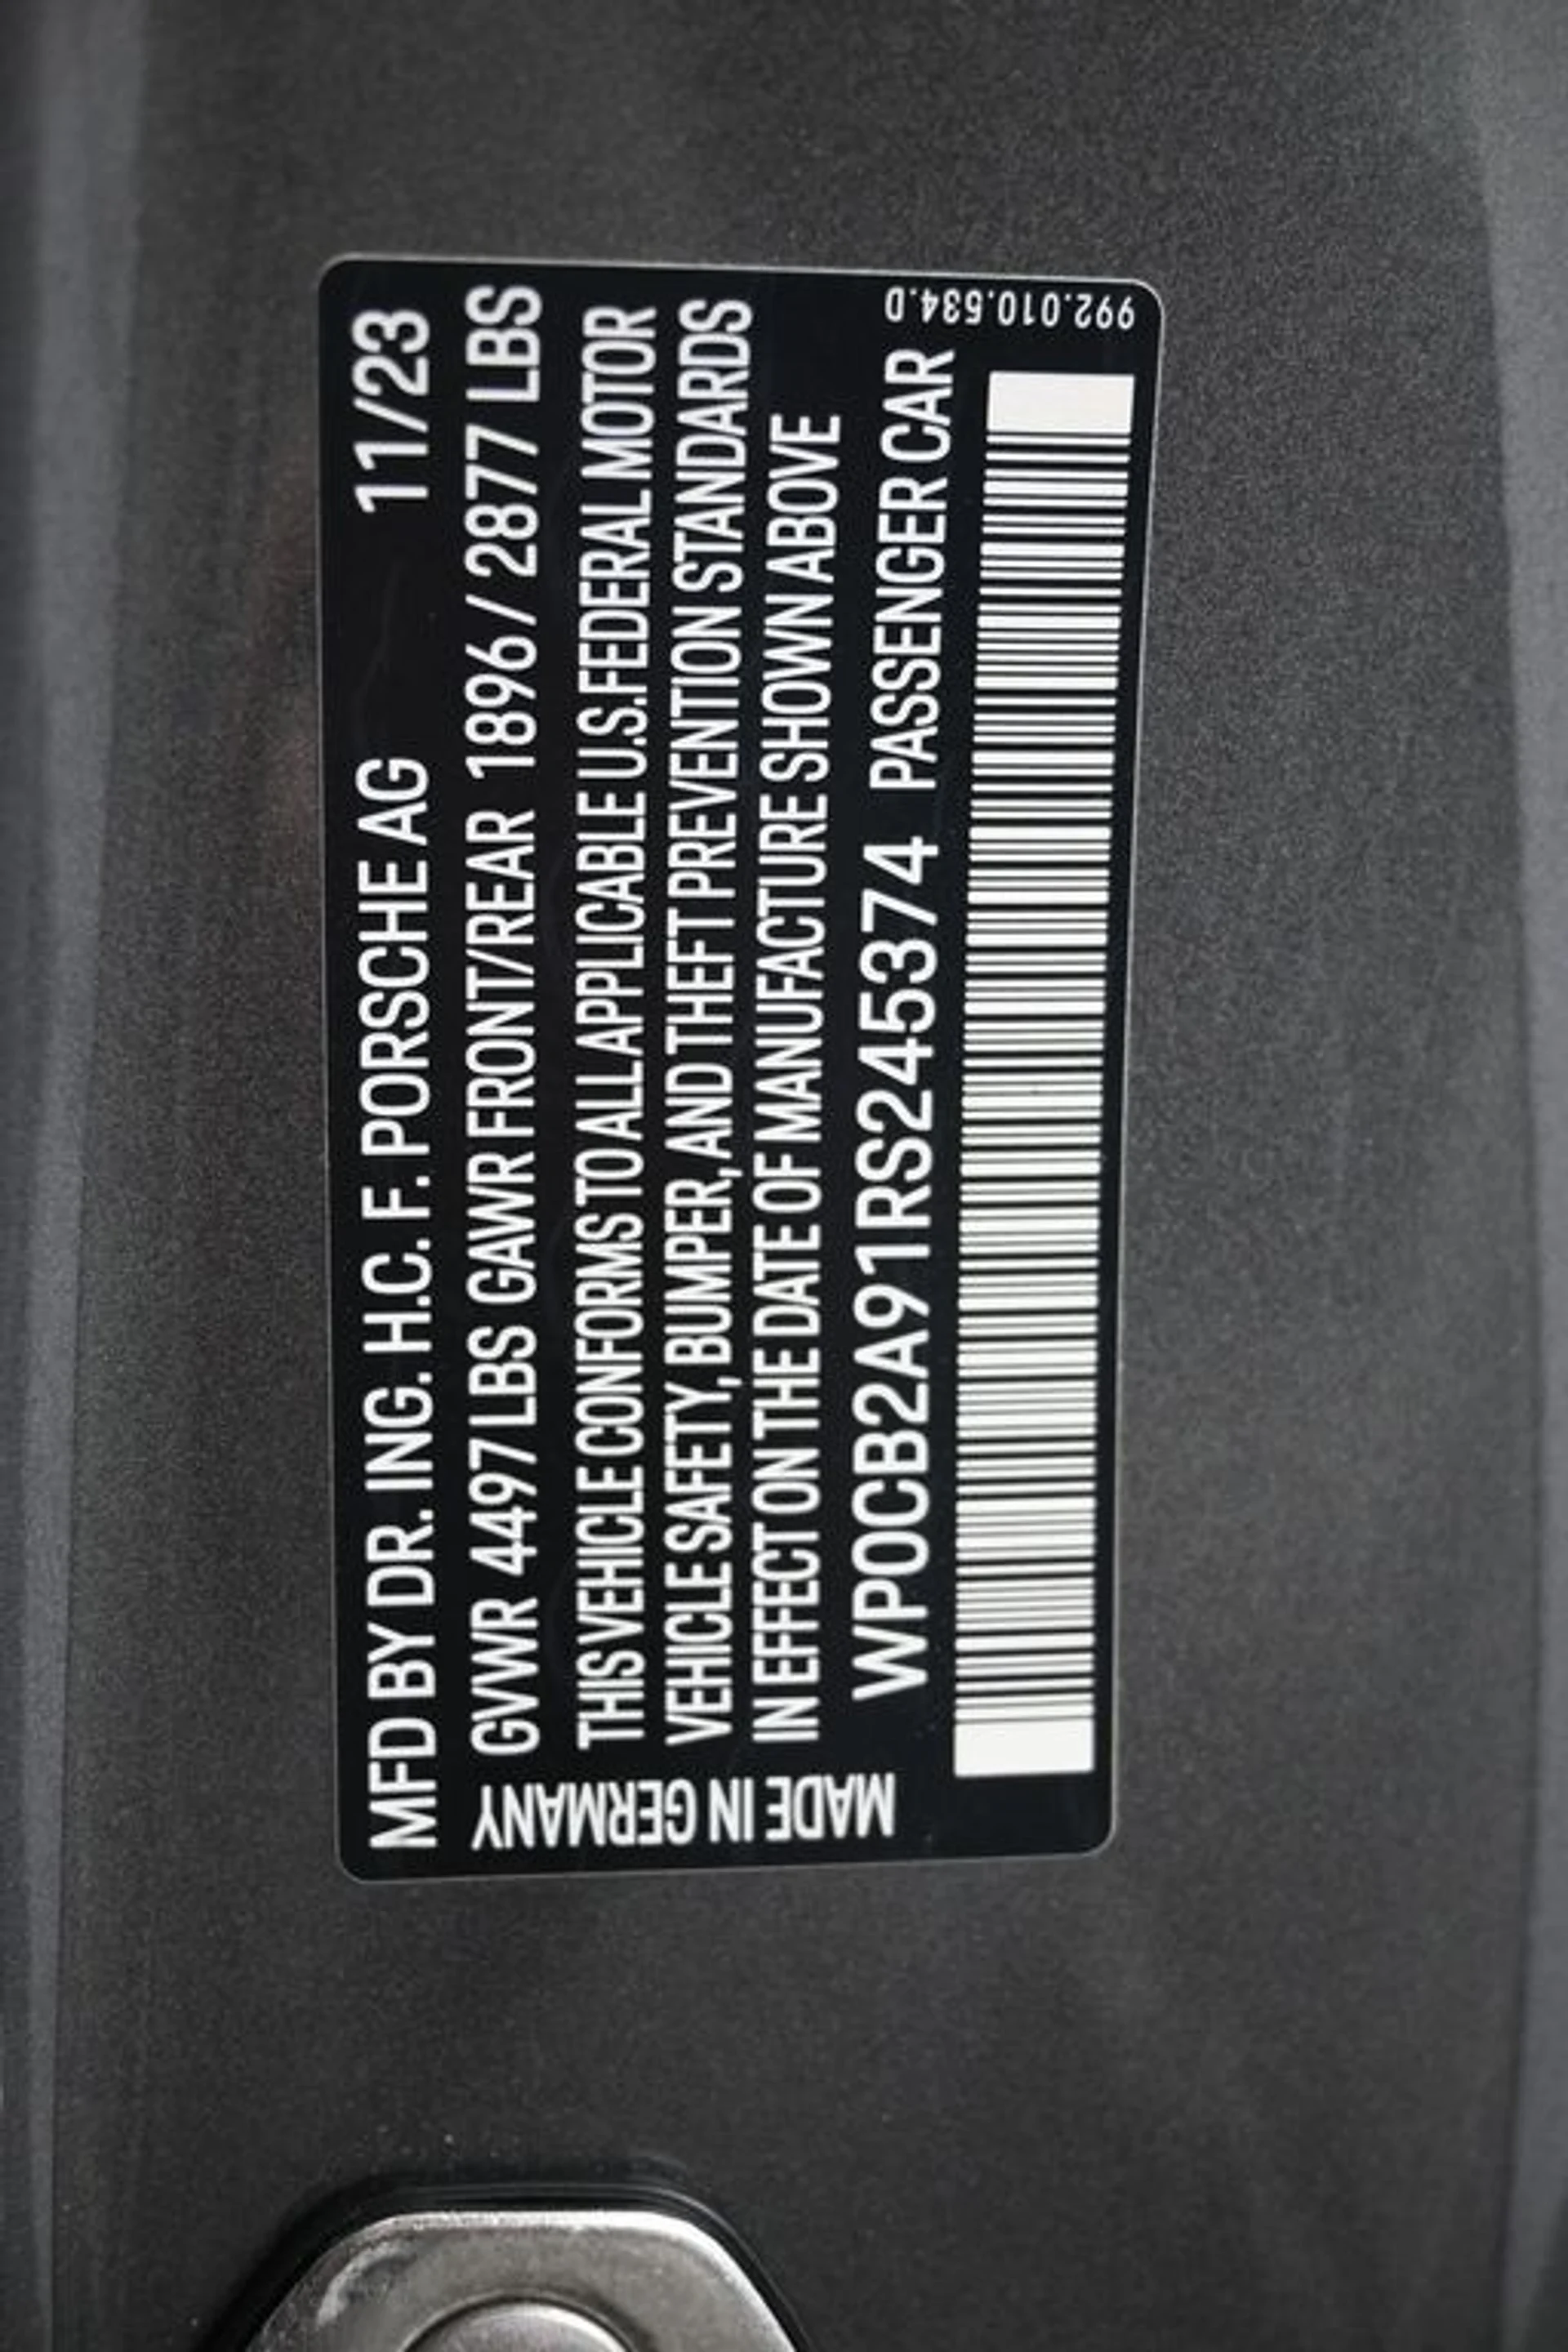 MFD BY DR. ING. H.C. F. PORSCHE AG 11/23
GVWR 4497 LBS GAWR FRONT/REAR 1896 / 2877 LBS
THIS VEHICLE CONFORMS TO ALL APPLICABLE U.S.FEDERAL MOTOR
VEHICLE SAFETY, BUMPER, AND THEFT PREVENTION STANDARDS
IN EFFECT ON THE DATE OF MANUFACTURE SHOWN ABOVE
WP0CB2A91RS245374 PASSENGER CAR
MADE IN GERMANY
992.010.534.D